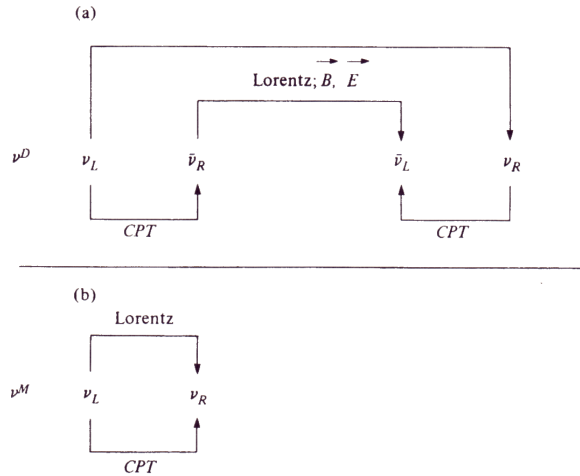 (a)
Lorentz; B, E
ν^D ν_L ν̄_R ν̄_L ν_R
CPT CPT
(b)
Lorentz
ν^M ν_L ν_R
CPT